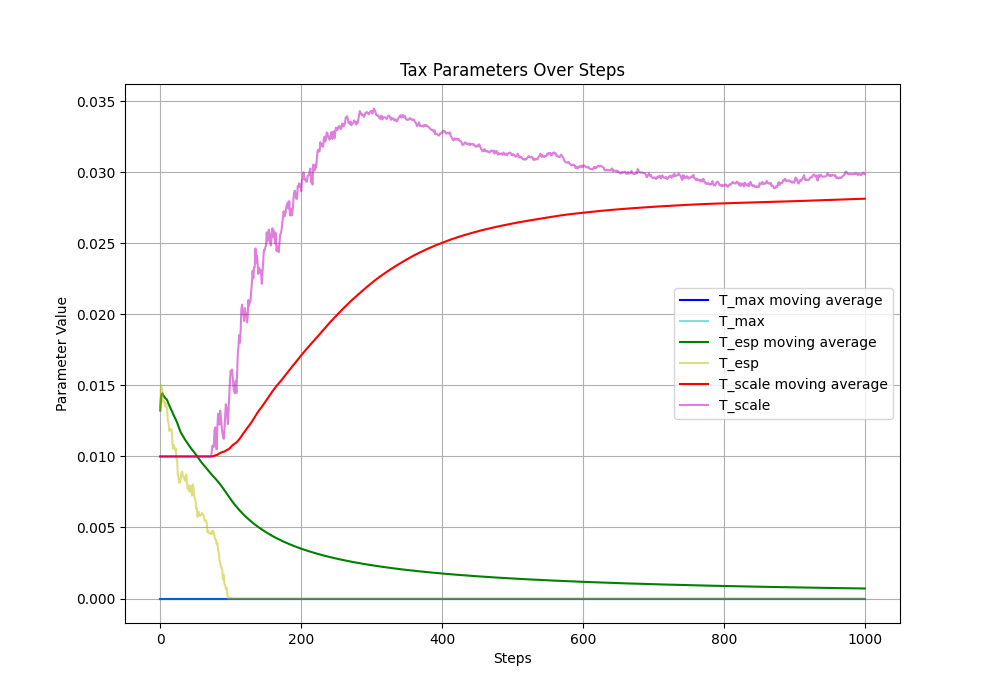 Tax Parameters Over Steps
Parameter Value
0.035
0.030
0.025
0.020
0.015
0.010
0.005
0.000
T_max moving average
T_max
T_esp moving average
T_esp
T_scale moving average
T_scale
0 200 400 600 800 1000
Steps